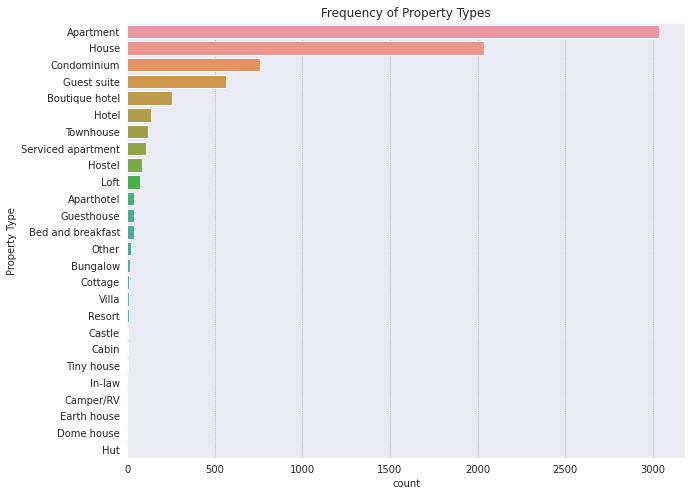 Frequency of Property Types
Property Type
Apartment
House
Condominium
Guest suite
Boutique hotel
Hotel
Townhouse
Serviced apartment
Hostel
Loft
Aparthotel
Guesthouse
Bed and breakfast
Other
Bungalow
Cottage
Villa
Resort
Castle
Cabin
Tiny house
In-law
Camper/RV
Earth house
Dome house
Hut
0 500 1000 1500 2000 2500 3000
count